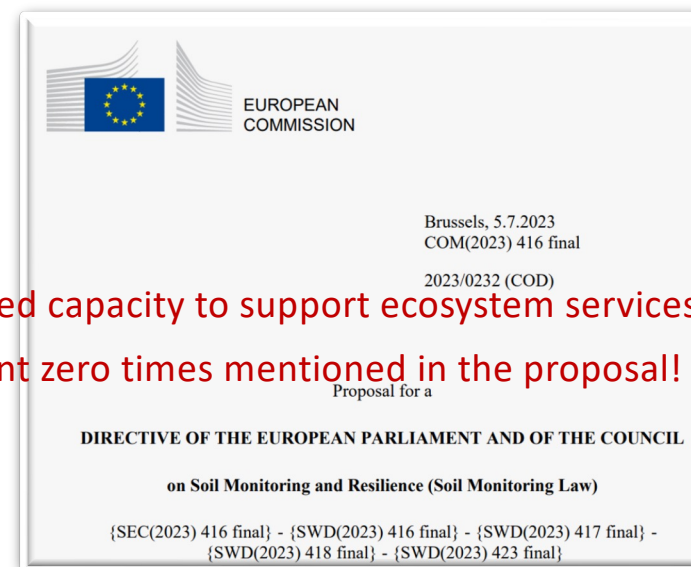 EUROPEAN
COMMISSION
Brussels, 5.7.2023
COM(2023) 416 final
2023/0232 (COD)
ed capacity to support ecosystem services
nt zero times mentioned in the proposal!
Proposal for a
DIRECTIVE OF THE EUROPEAN PARLIAMENT AND OF THE COUNCIL
on Soil Monitoring and Resilience (Soil Monitoring Law)
{SEC(2023) 416 final} - {SWD(2023) 416 final} - {SWD(2023) 417 final} -
{SWD(2023) 418 final} - {SWD(2023) 423 final}